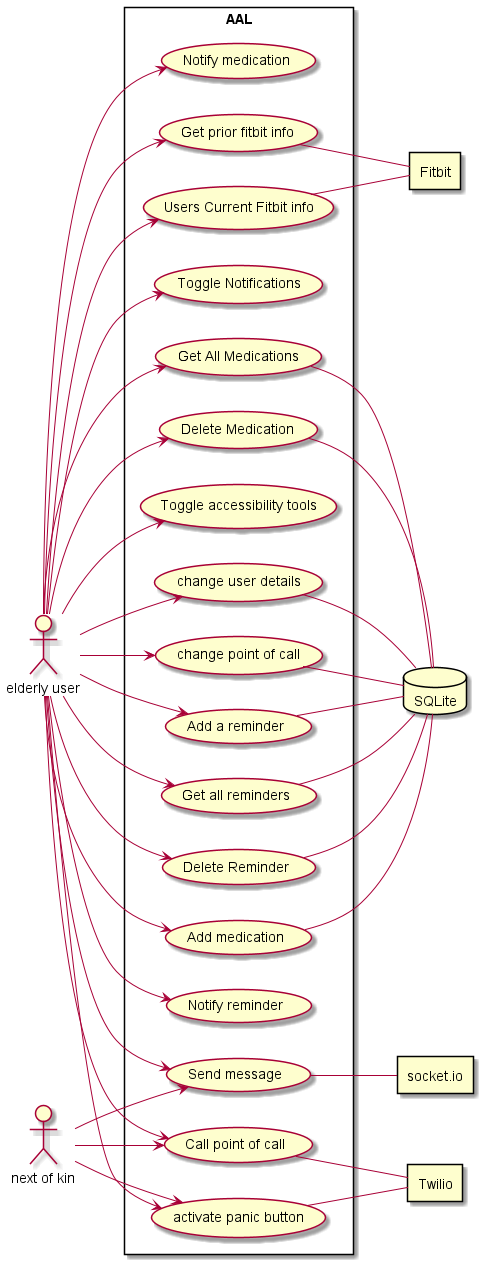 AAL
Notify medication
Get prior fitbit info
Fitbit
Users Current Fitbit info
Toggle Notifications
Get All Medications
Delete Medication
Toggle accessibility tools
change user details
elderly user
change point of call
SQLite
Add a reminder
Get all reminders
Delete Reminder
Add medication
Notify reminder
Send message
socket.io
Call point of call
next of kin
Twilio
activate panic button